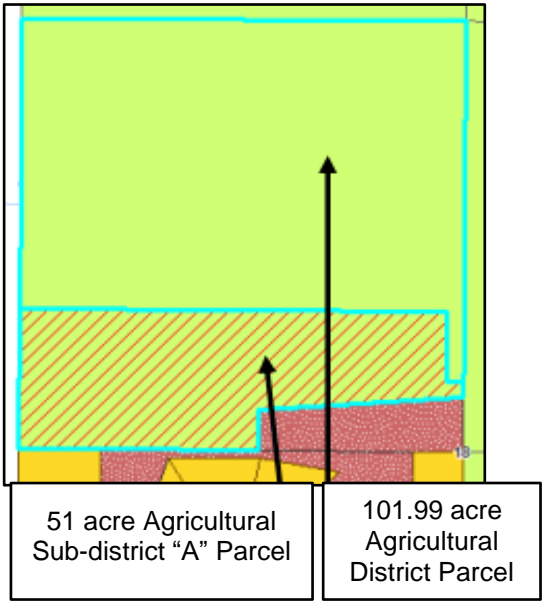 18
51 acre Agricultural
Sub-district “A” Parcel
101.99 acre
Agricultural
District Parcel